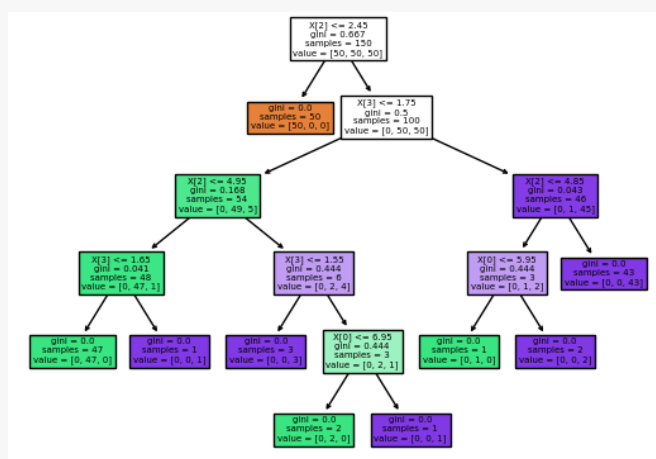 X[2] <= 2.45
gini = 0.667
samples = 150
value = [50, 50, 50]
gini = 0.0
samples = 50
value = [50, 0, 0]
X[3] <= 1.75
gini = 0.5
samples = 100
value = [0, 50, 50]
X[2] <= 4.95
gini = 0.168
samples = 54
value = [0, 49, 5]
X[2] <= 4.85
gini = 0.043
samples = 46
value = [0, 1, 45]
X[3] <= 1.65
gini = 0.041
samples = 48
value = [0, 47, 1]
X[3] <= 1.55
gini = 0.444
samples = 6
value = [0, 2, 4]
X[0] <= 5.95
gini = 0.444
samples = 3
value = [0, 1, 2]
gini = 0.0
samples = 43
value = [0, 0, 43]
gini = 0.0
samples = 47
value = [0, 47, 0]
gini = 0.0
samples = 1
value = [0, 0, 1]
gini = 0.0
samples = 3
value = [0, 0, 3]
X[0] <= 6.95
gini = 0.444
samples = 3
value = [0, 2, 1]
gini = 0.0
samples = 1
value = [0, 1, 0]
gini = 0.0
samples = 2
value = [0, 0, 2]
gini = 0.0
samples = 2
value = [0, 2, 0]
gini = 0.0
samples = 1
value = [0, 0, 1]